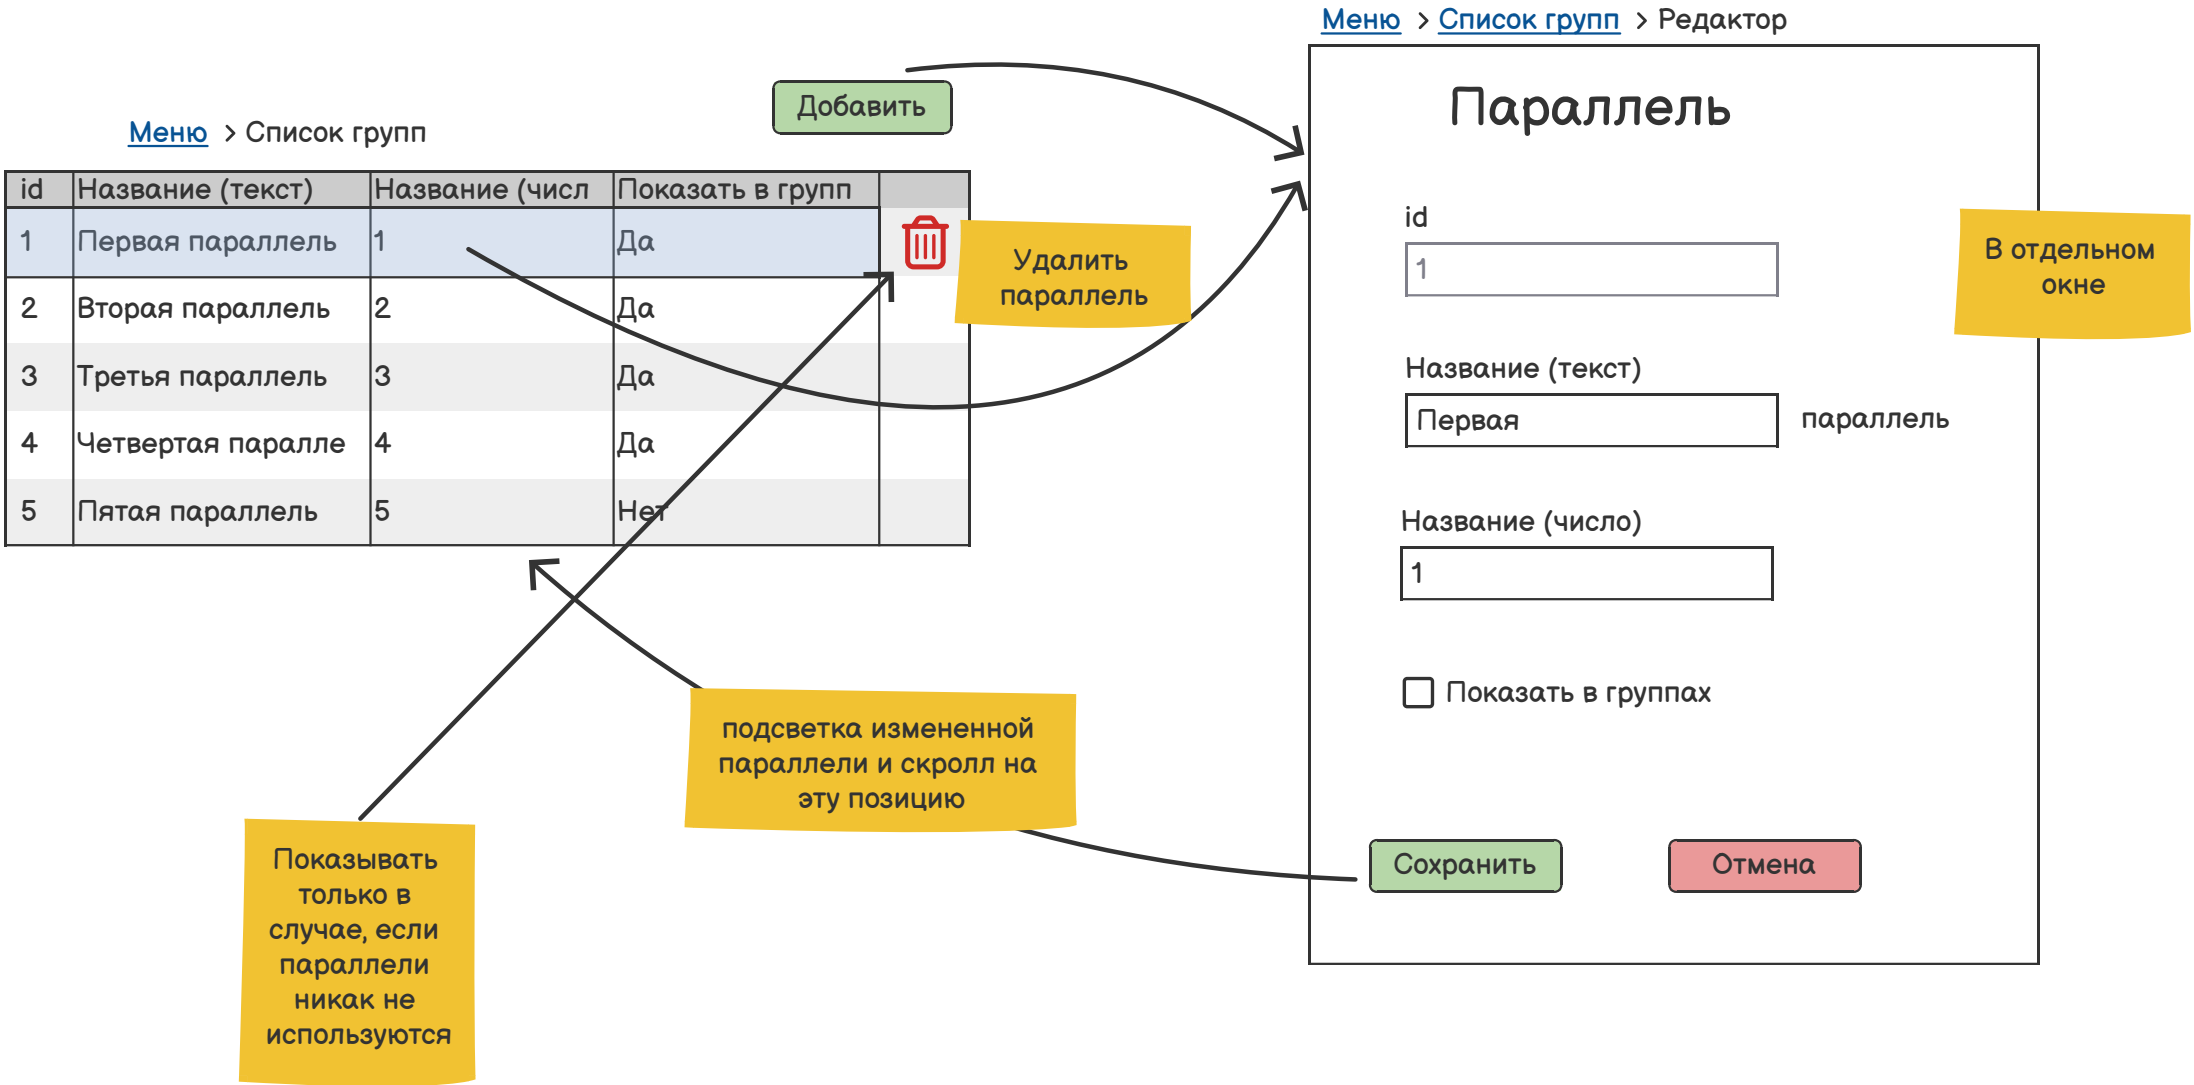 Меню > Список групп > Редактор
Добавить
Меню > Список групп
id Название (текст) Название (числ Показать в групп
1 Первая параллель 1 Да
2 Вторая параллель 2 Да
3 Третья параллель 3 Да
4 Четвертая паралле 4 Да
5 Пятая параллель 5 Нет
Удалить
параллель
подсветка измененной
параллели и скролл на
эту позицию
Показывать
только в
случае, если
параллели
никак не
используются
Параллель
id
1
В отдельном
окне
Название (текст)
Первая параллель
Название (число)
1
Показать в группах
Сохранить Отмена